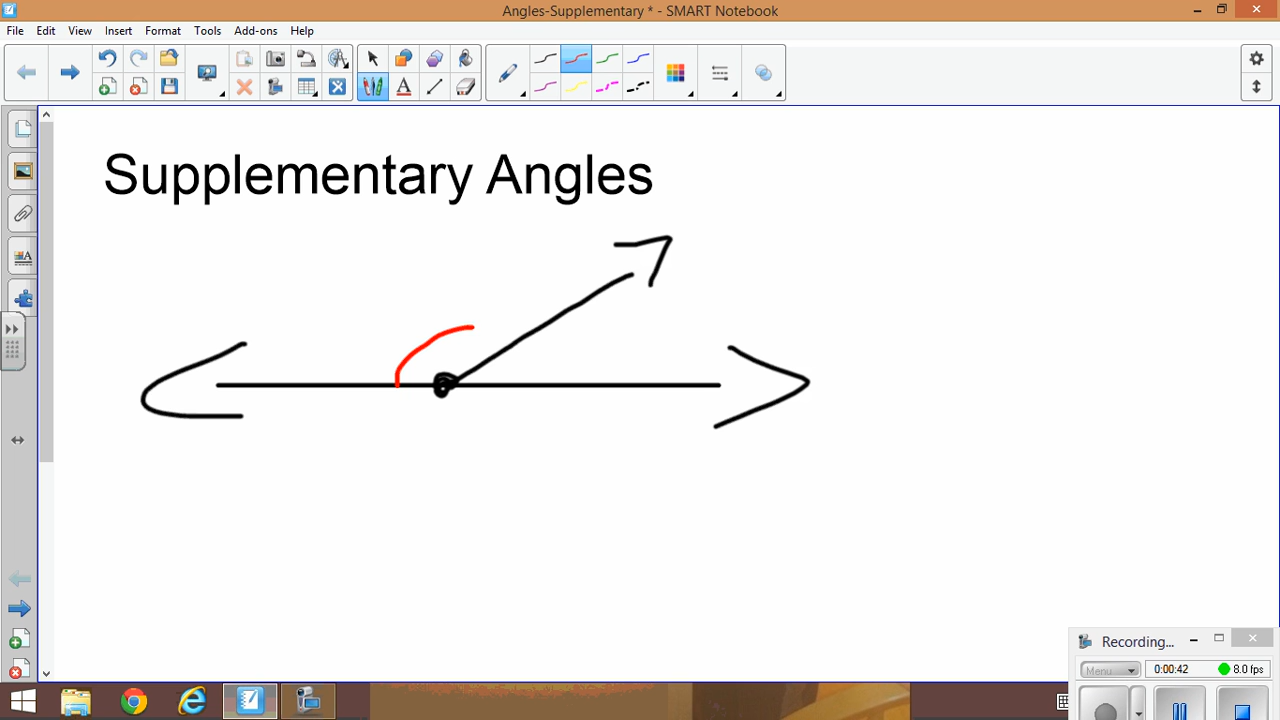 Angles-Supplementary * - SMART Notebook
File Edit View Insert Format Tools Add-ons Help
Supplementary Angles
Recording...
Menu 0:00:42 8.0 fps